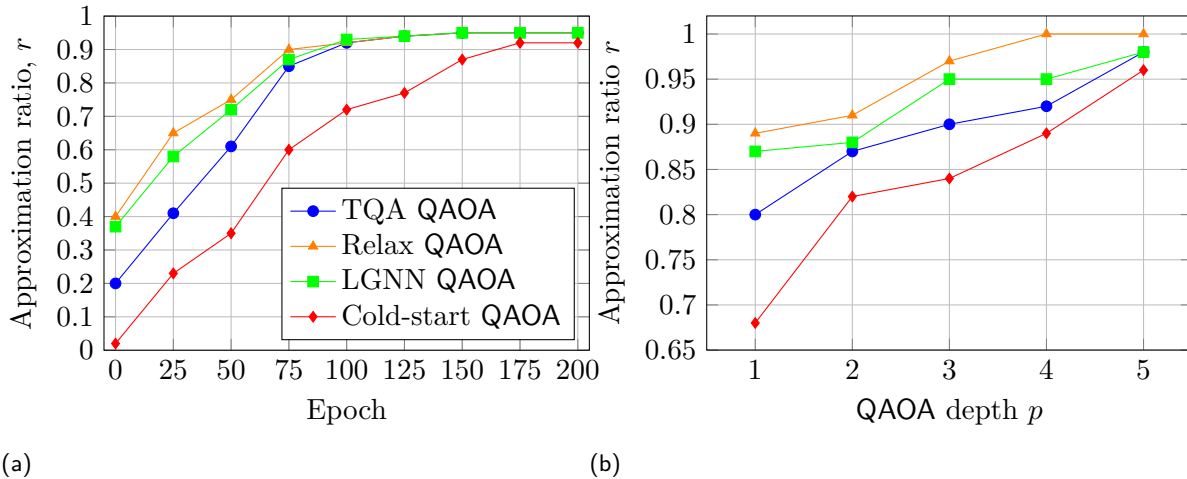 Approximation ratio, r
1
0.9
0.8
0.7
0.6
0.5
0.4
0.3
0.2
0.1
0
0 25 50 75 100 125 150 175 200
Epoch
TQA QAOA
Relax QAOA
LGNN QAOA
Cold-start QAOA
(a)
Approximation ratio r
1
0.95
0.9
0.85
0.8
0.75
0.7
0.65
1 2 3 4 5
QAOA depth p
(b)